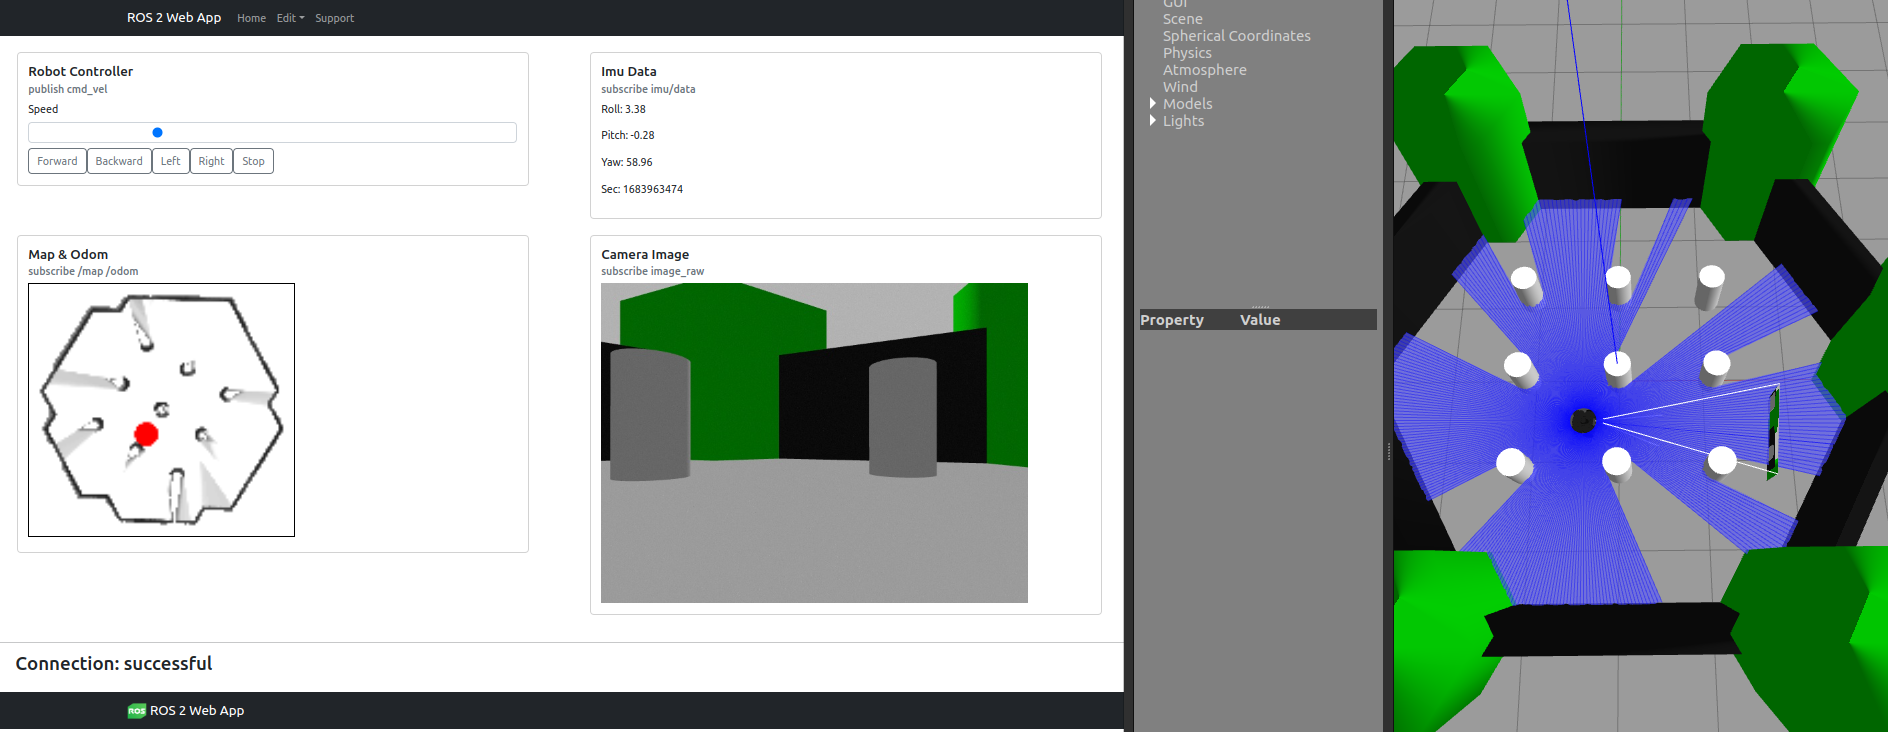 ROS 2 Web App Home Edit Support
Robot Controller
publish cmd_vel
Speed
Forward Backward Left Right Stop
Imu Data
subscribe imu/data
Roll: 3.38
Pitch: -0.28
Yaw: 58.96
Sec: 1683963474
Map & Odom
subscribe /map /odom
Camera Image
subscribe image_raw
Connection: successful
ROS ROS 2 Web App
GUI
Scene
Spherical Coordinates
Physics
Atmosphere
Wind
Models
Lights
Property Value